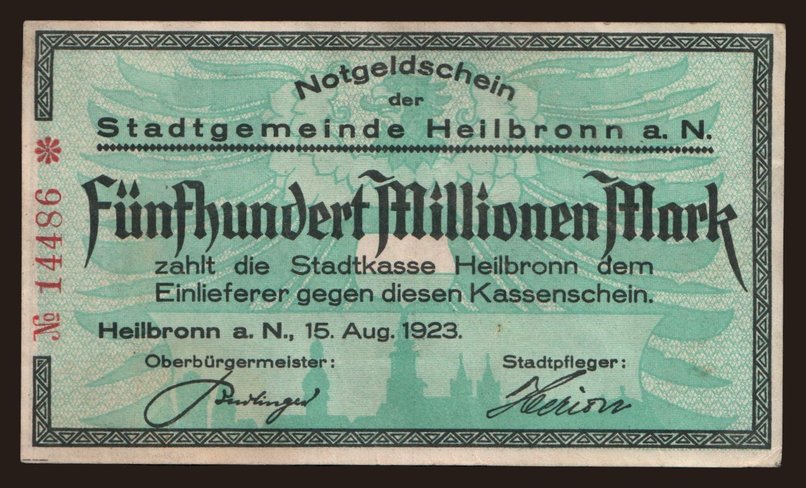 Notgeldschein
der
Stadtgemeinde Heilbronn a. N.
Fünfhundert Millionen Mark
zahlt die Stadtkasse Heilbronn dem
Einlieferer gegen diesen Kassenschein.
Heilbronn a. N., 15. Aug. 1923.
Oberbürgermeister: Stadtpfleger:
Herion
№ 14486 *